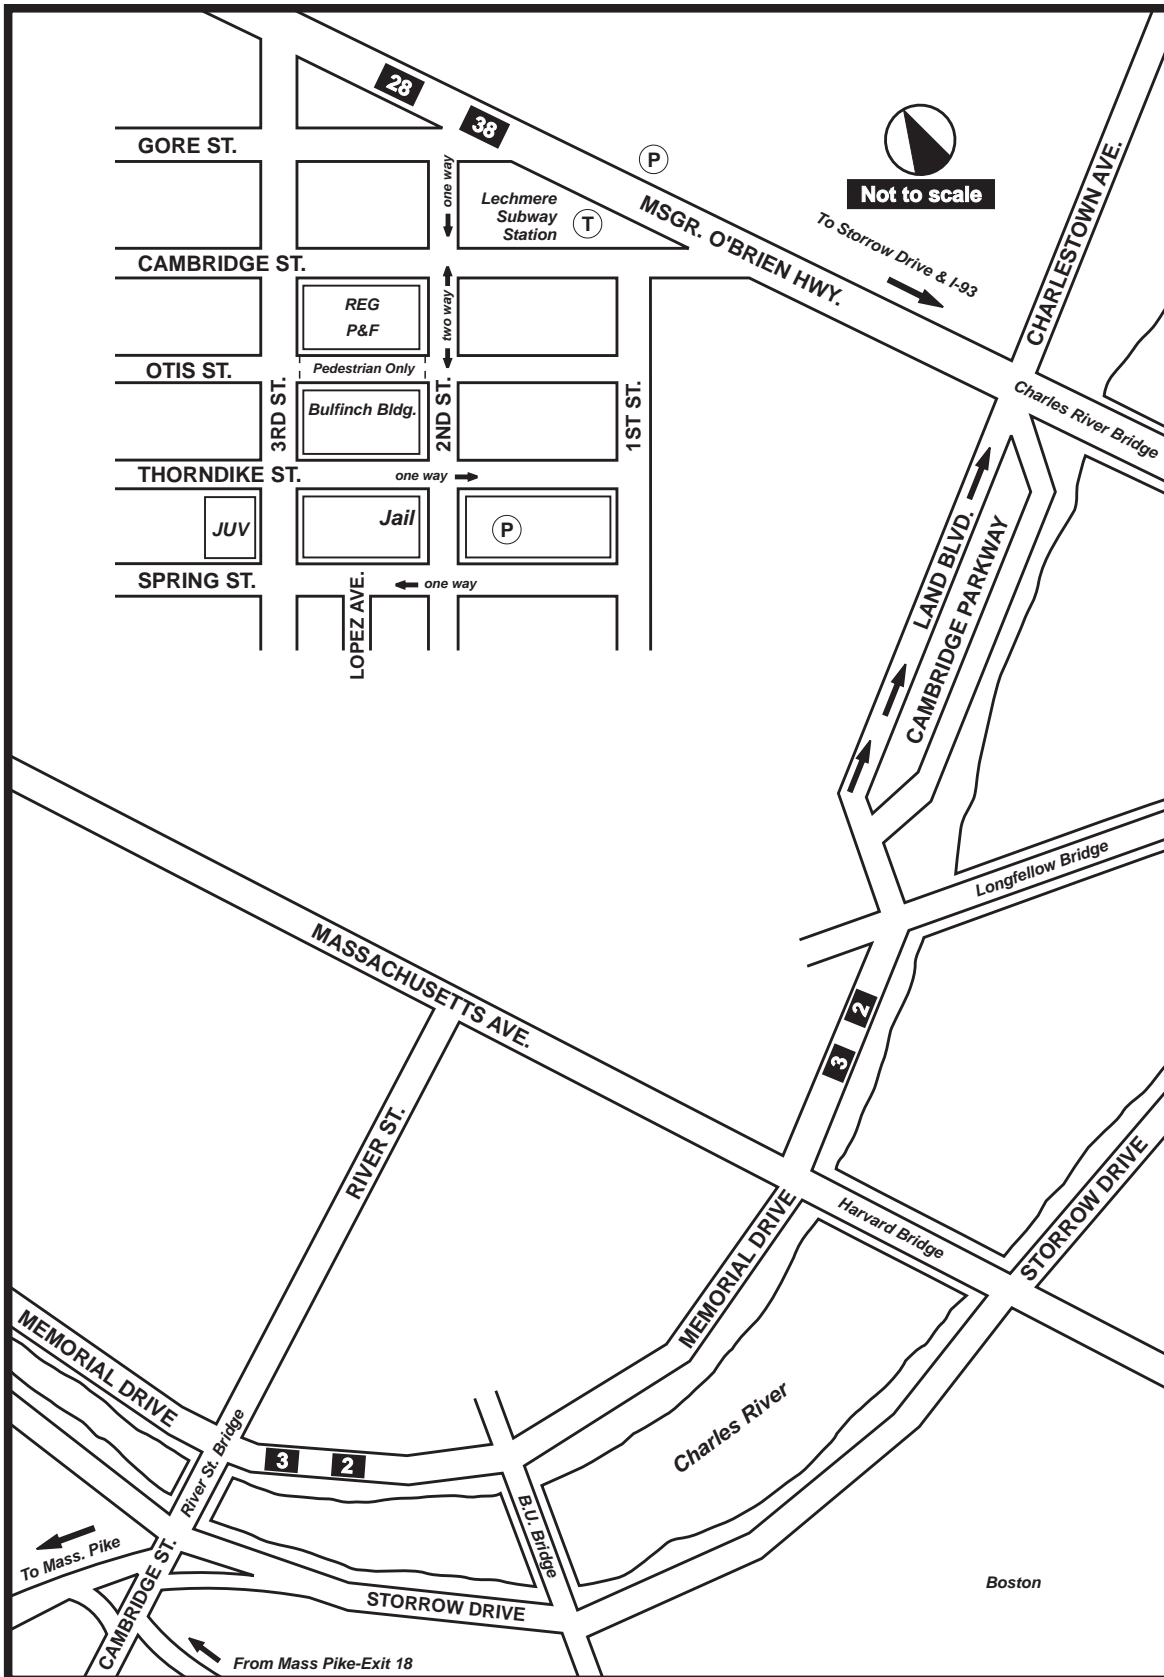 28
38
GORE ST.
P
one way
Lechmere
Subway
Station
T
Not to scale
CHARLESTOWN AVE.
MSGR. O'BRIEN HWY.
To Storrow Drive & I-93
CAMBRIDGE ST.
REG
P&F
two way
OTIS ST.
Pedestrian Only
3RD ST.
Bulfinch Bldg.
2ND ST.
1ST ST.
Charles River Bridge
THORNDIKE ST.
one way
JUV
Jail
P
SPRING ST.
one way
LOPEZ AVE.
LAND BLVD.
CAMBRIDGE PARKWAY
Longfellow Bridge
MASSACHUSETTS AVE.
2
3
RIVER ST.
MEMORIAL DRIVE
Harvard Bridge
STORROW DRIVE
MEMORIAL DRIVE
Charles River
River St. Bridge
3
2
B.U. Bridge
To Mass. Pike
CAMBRIDGE ST.
STORROW DRIVE
Boston
From Mass Pike-Exit 18